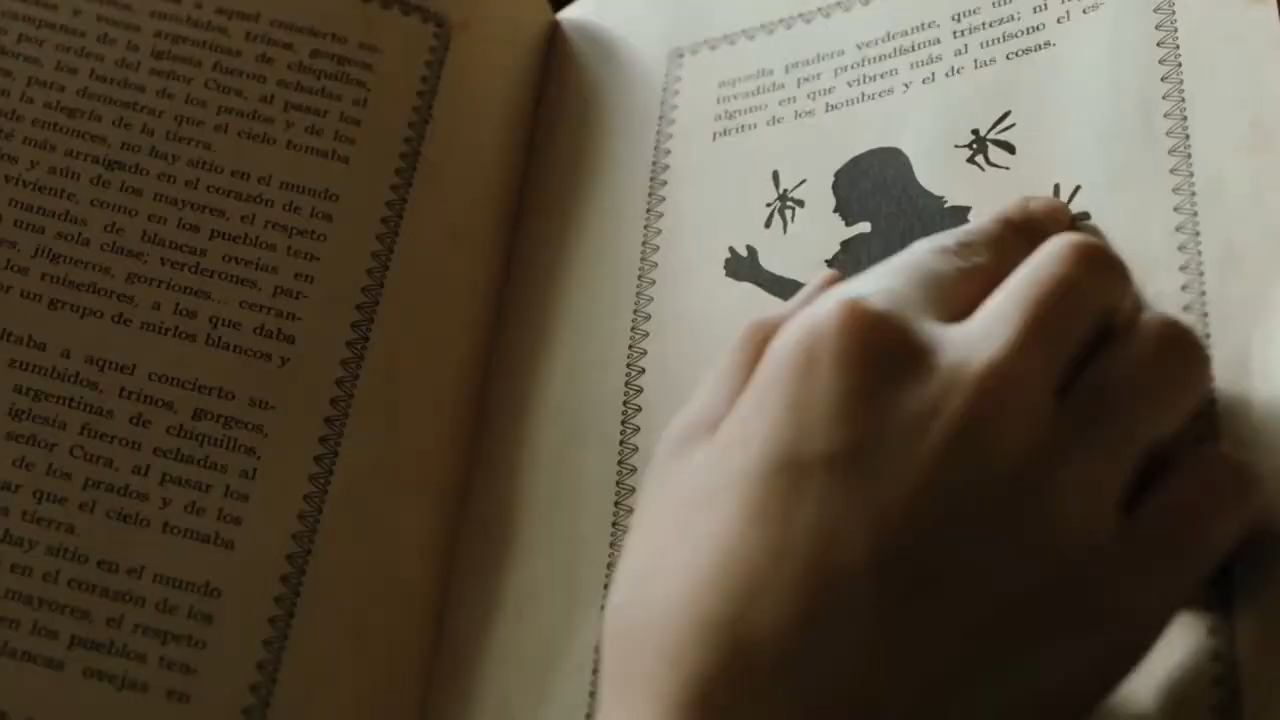 a aquel concierto su-
zumbidos, trinos, gorgeos,
y voces argentinas de chiquillos,
campanas de la iglesia fueron echadas al
por orden del señor Cura, al pasar los
los bardos de los prados y de los
para demostrar que el cielo tomaba
en la alegría de la tierra.
entonces, no hay sitio en el mundo
más arraigado en el corazón de los
y aún de los mayores, el respeto
viviente, como en los pueblos ten-
manadas de blancas ovejas en
una sola clase; verderones, par-
jilgueros, gorriones... cerran-
los ruiseñores, a los que daba
por un grupo de mirlos blancos y
a aquel concierto su-
zumbidos, trinos, gorgeos,
argentinas de chiquillos,
iglesia fueron echadas al
señor Cura, al pasar los
de los prados y de los
que el cielo tomaba
tierra.
hay sitio en el mundo
en el corazón de los
mayores, el respeto
en los pueblos ten-
blancas ovejas en
aquella pradera verdeante, que un
invadida por profundísima tristeza; ni
alguno en que vibren más al unísono el es-
píritu de los hombres y el de las cosas.